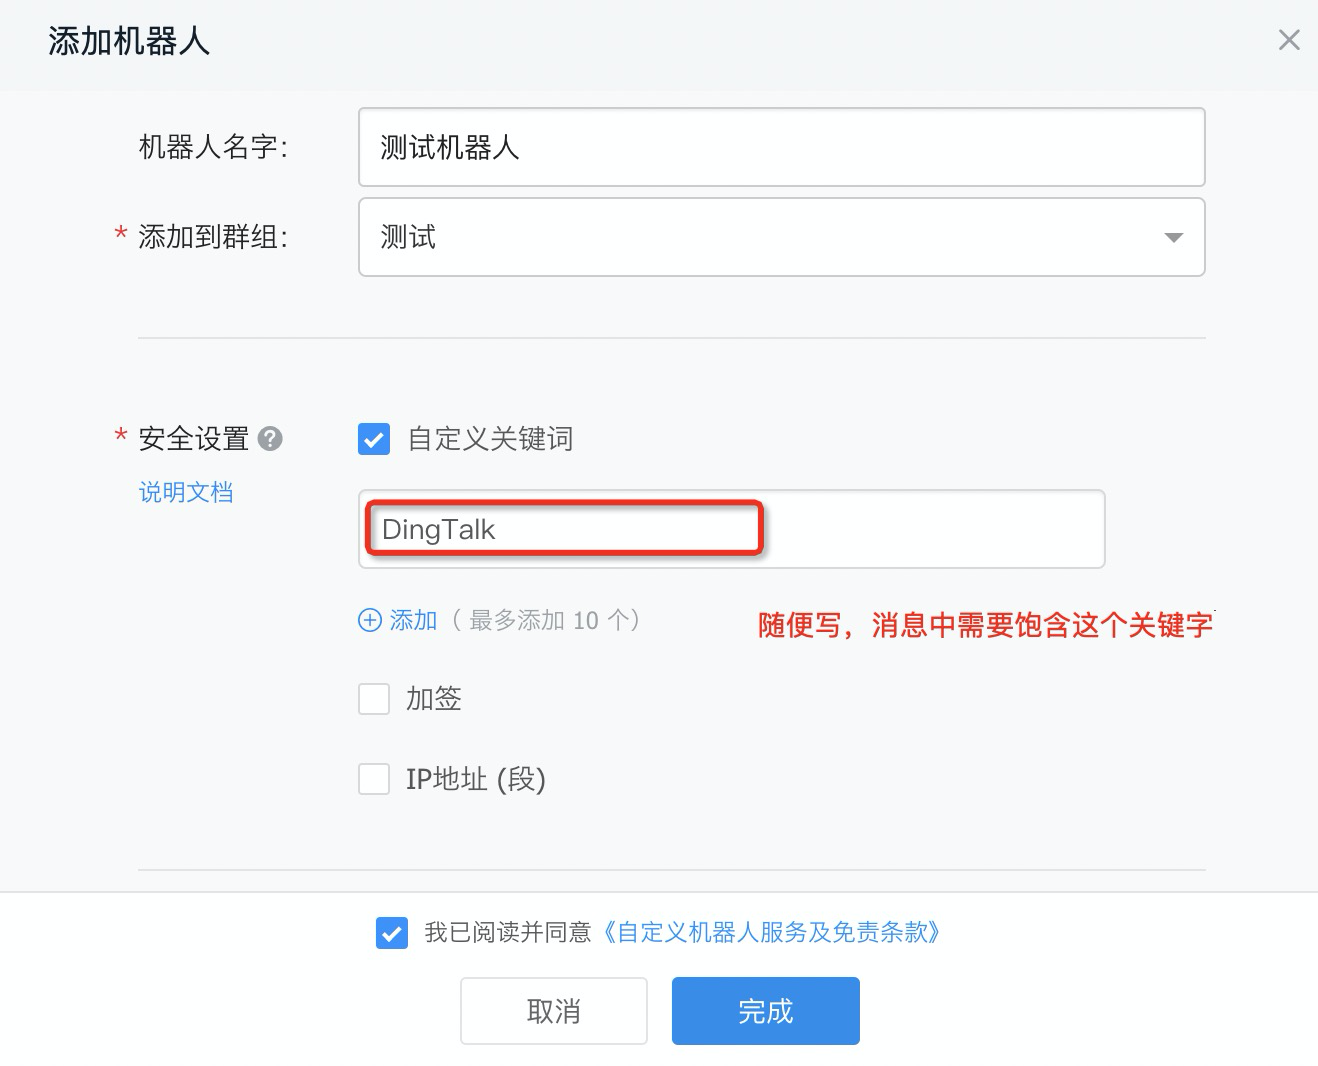 添加机器人
机器人名字:
测试机器人
* 添加到群组:
测试
* 安全设置 ?
自定义关键词
说明文档
DingTalk
添加 ( 最多添加 10 个)
随便写，消息中需要饱含这个关键字
加签
IP地址 (段)
我已阅读并同意《自定义机器人服务及免责条款》
取消
完成